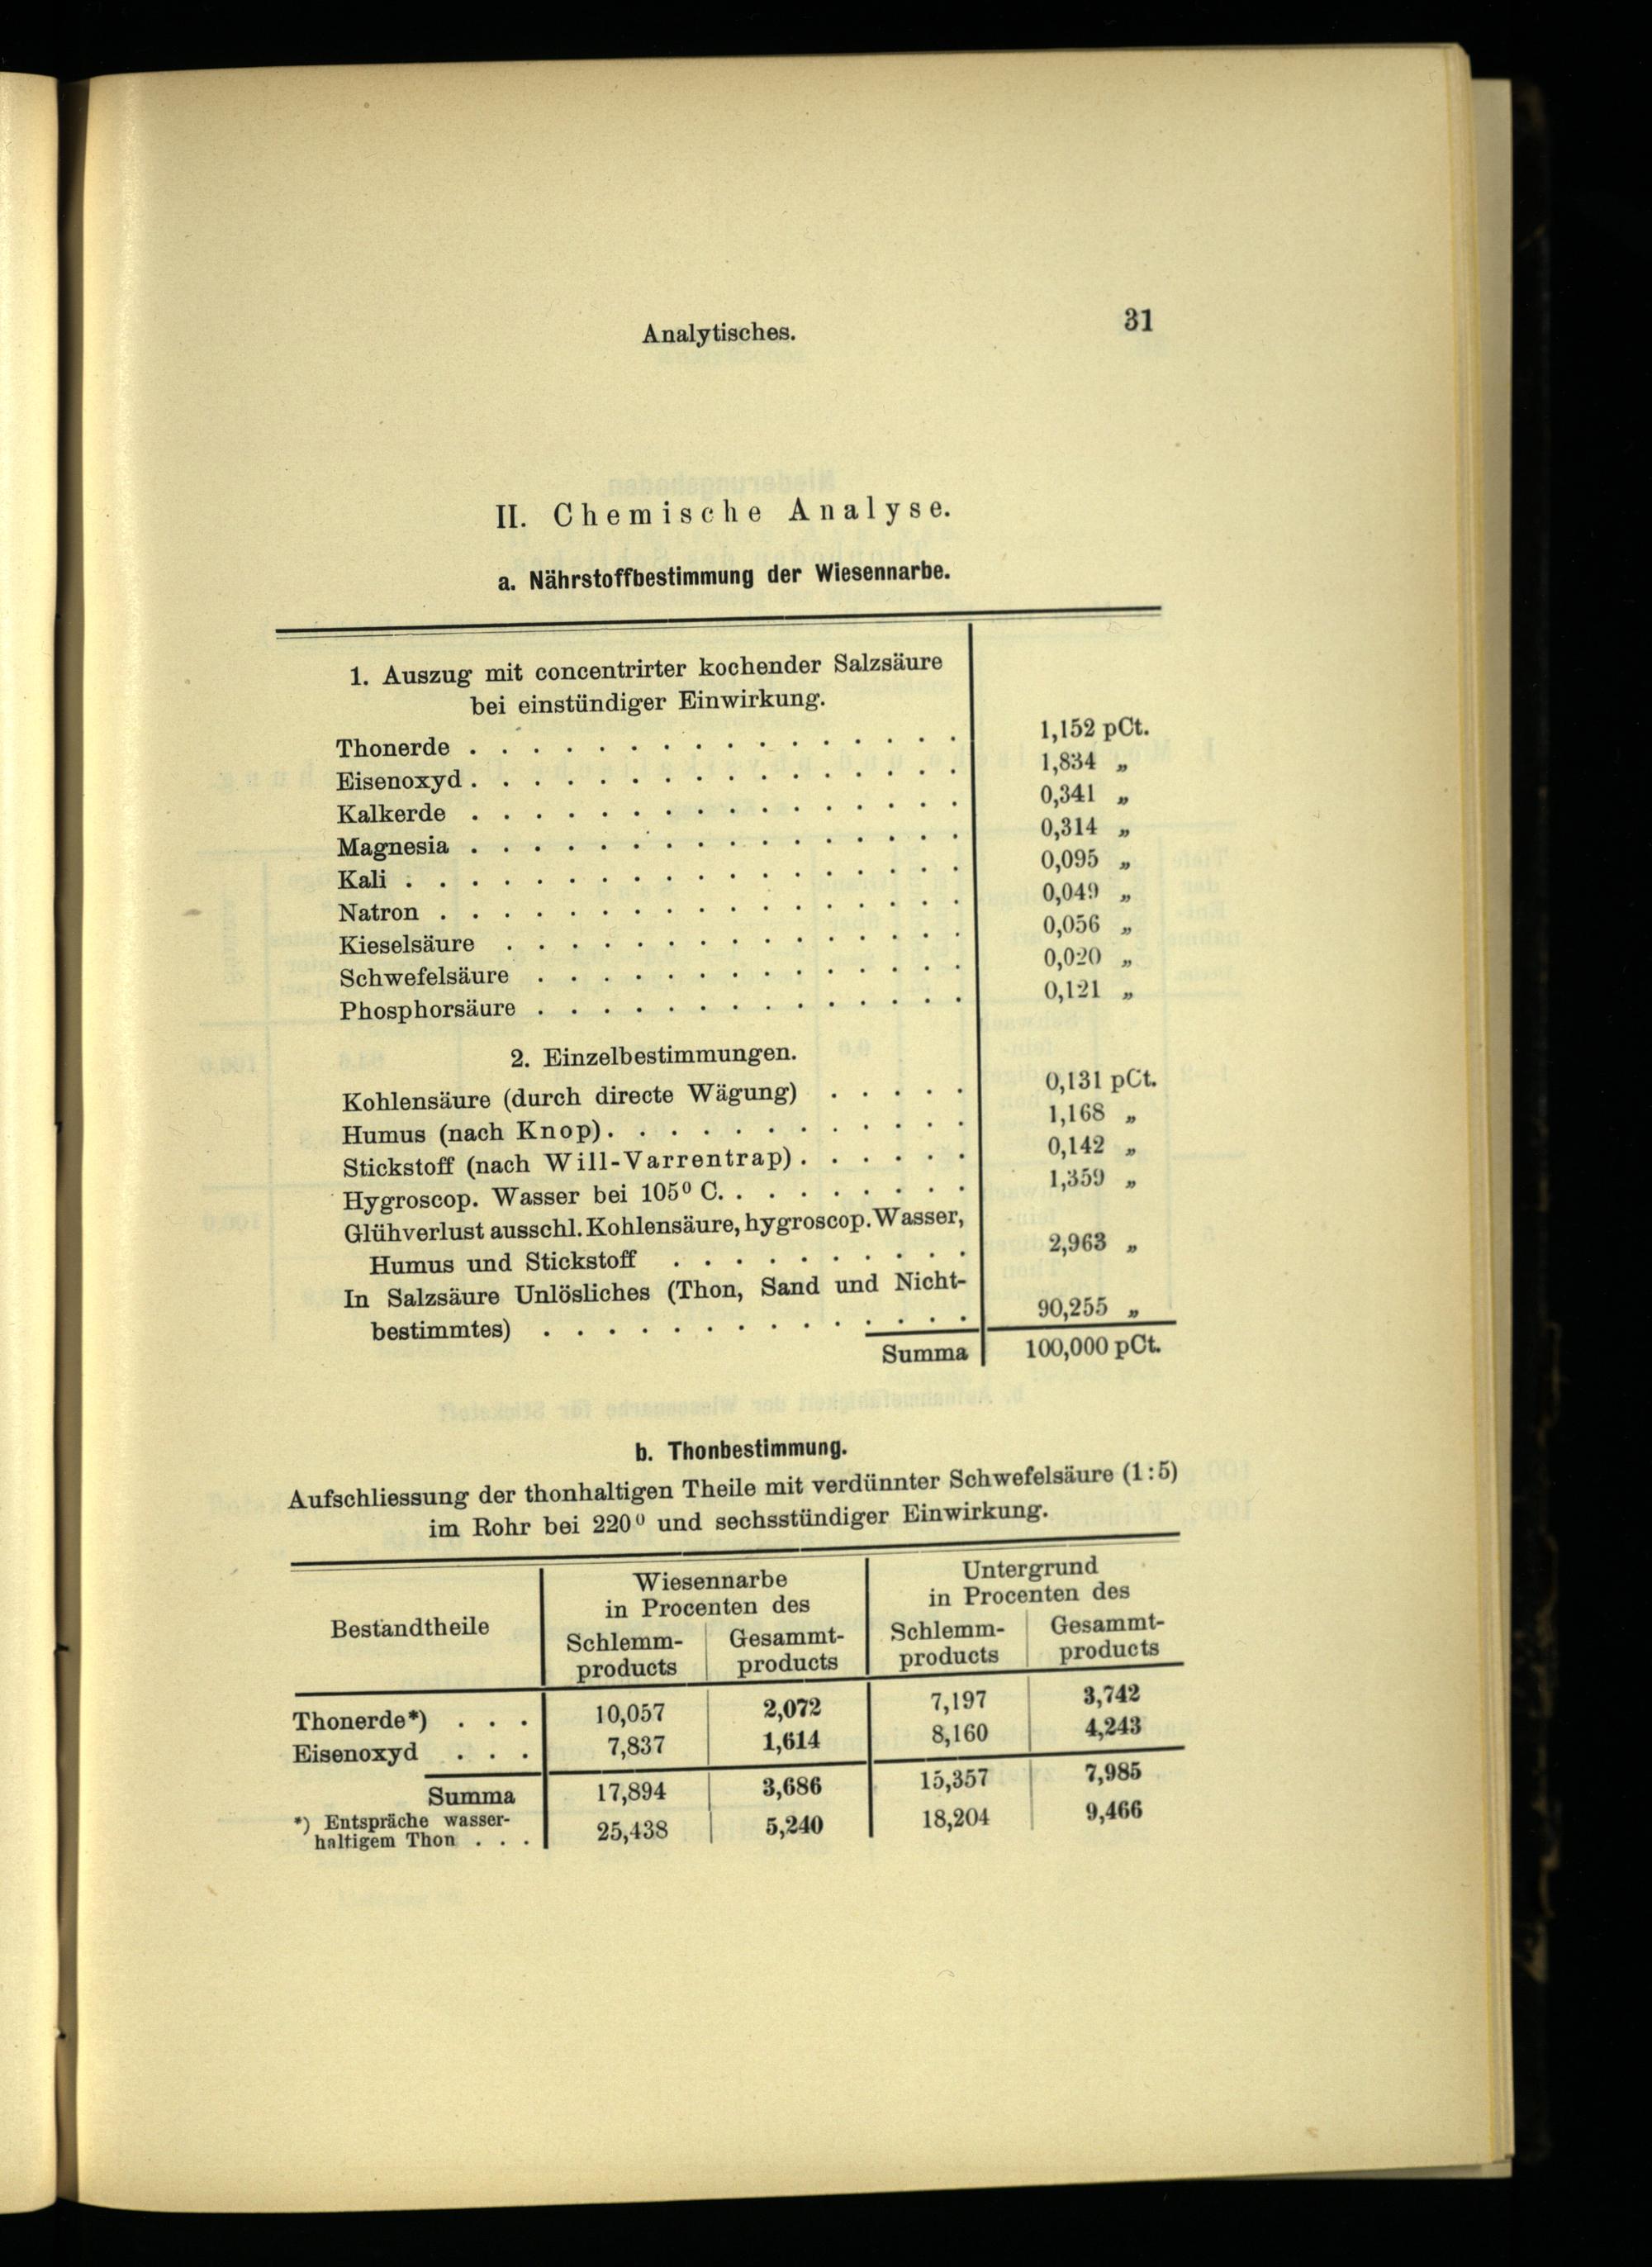 Analytisches. 31
II. Chemische Analyse.
a. Nährstoffbestimmung der Wiesennarbe.
1. Auszug mit concentrirter kochender Salzsäure
bei einstündiger Einwirkung.
Thonerde . . . . . . . . . . . . . . . . 1,152 pCt.
Eisenoxyd . . . . . . . . . . . . . . . . 1,834 „
Kalkerde . . . . . . . . . . . . . . . . 0,341 „
Magnesia . . . . . . . . . . . . . . . . 0,314 „
Kali . . . . . . . . . . . . . . . . . . 0,095 „
Natron . . . . . . . . . . . . . . . . . 0,049 „
Kieselsäure . . . . . . . . . . . . . . . 0,056 „
Schwefelsäure . . . . . . . . . . . . . . 0,020 „
Phosphorsäure . . . . . . . . . . . . . . 0,121 „
2. Einzelbestimmungen.
Kohlensäure (durch directe Wägung) . . . . . 0,131 pCt.
Humus (nach Knop) . . . . . . . . . . . . 1,168 „
Stickstoff (nach Will-Varrentrap) . . . . . . 0,142 „
Hygroscop. Wasser bei 105⁰ C. . . . . . . . . 1,359 „
Glühverlust ausschl. Kohlensäure, hygroscop. Wasser,
Humus und Stickstoff . . . . . . . . . . 2,963 „
In Salzsäure Unlösliches (Thon, Sand und Nicht-
bestimmtes) . . . . . . . . . . . . . . 90,255 „
Summa 100,000 pCt.
b. Thonbestimmung.
Aufschliessung der thonhaltigen Theile mit verdünnter Schwefelsäure (1:5)
im Rohr bei 220⁰ und sechsstündiger Einwirkung.
Wiesennarbe Untergrund
in Procenten des in Procenten des
Bestandtheile
Schlemm- Gesammt- Schlemm- Gesammt-
products products products products
Thonerde*) . . . 10,057 2,072 7,197 3,742
Eisenoxyd . . . 7,837 1,614 8,160 4,243
Summa 17,894 3,686 15,357 7,985
*) Entspräche wasser-
haltigem Thon . . . 25,438 5,240 18,204 9,466